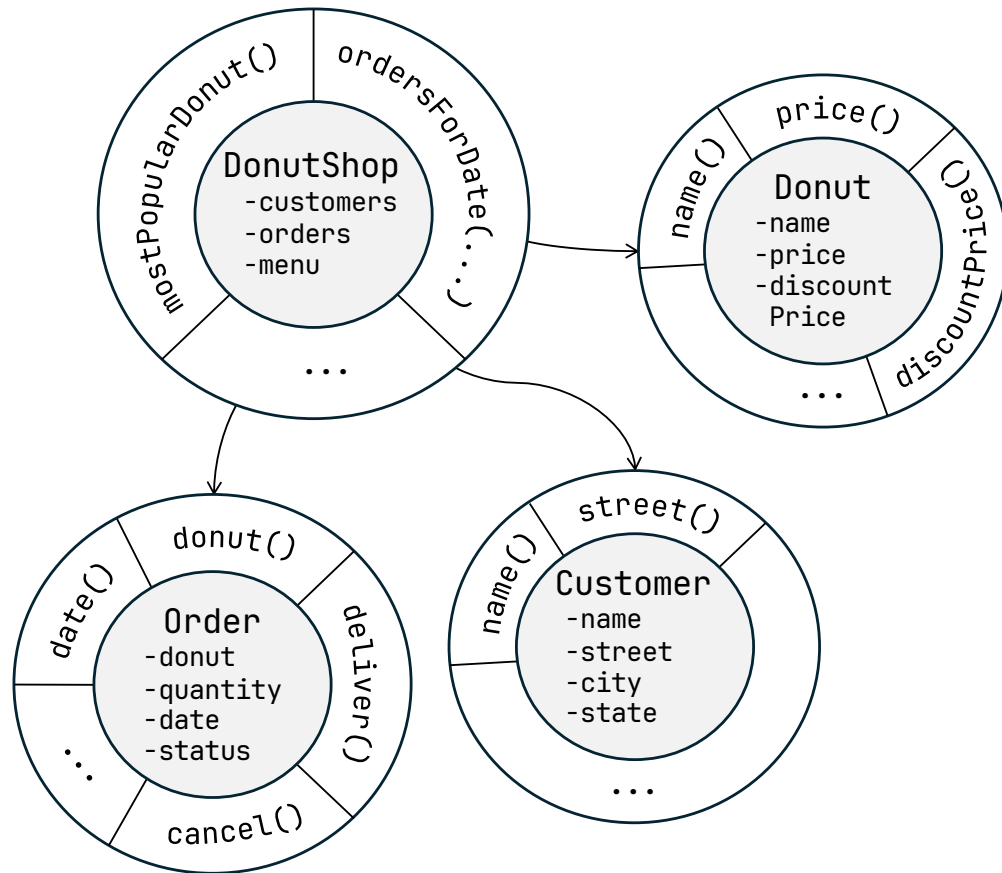 mostPopularDonut()
ordersForDate(...)
DonutShop
-customers
-orders
-menu
...
name()
price()
discountPrice()
Donut
-name
-price
-discount
Price
...
date()
donut()
deliver()
Order
-donut
-quantity
-date
-status
...
cancel()
name()
street()
Customer
-name
-street
-city
-state
...